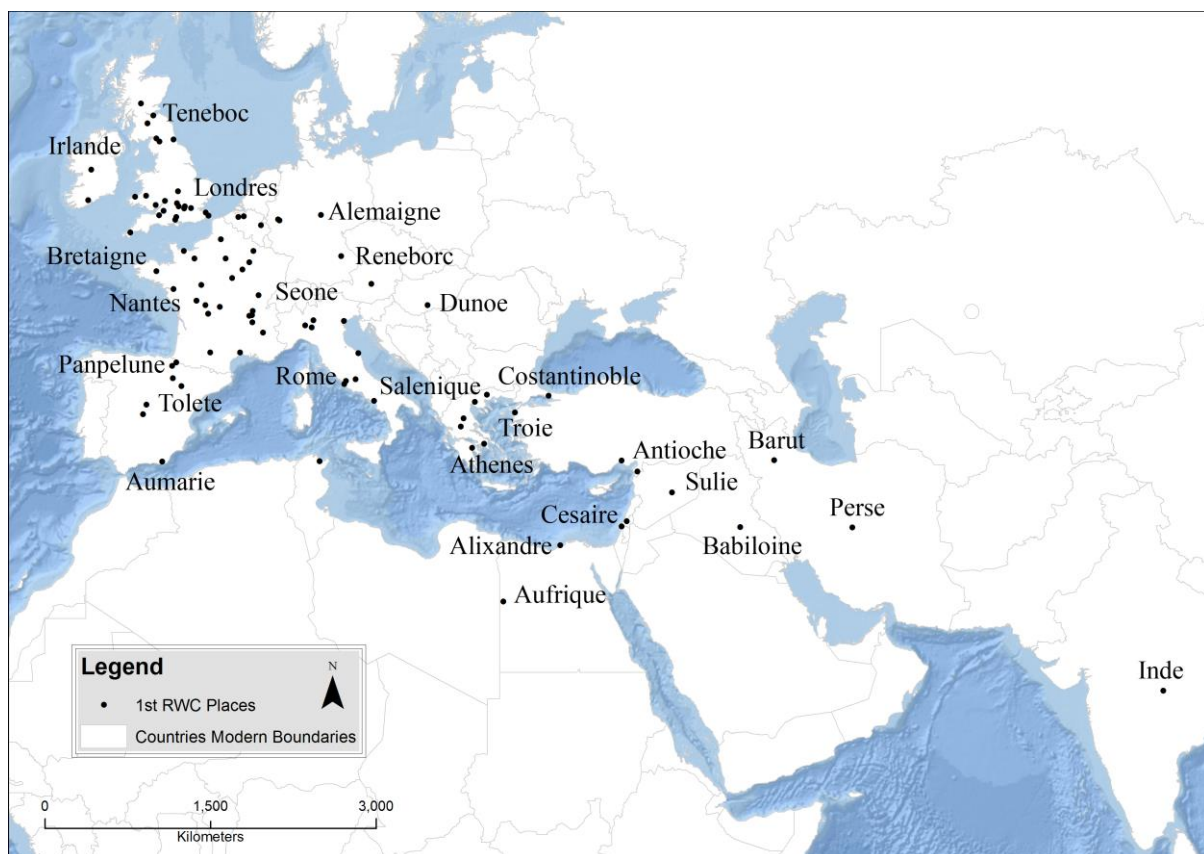 Teneboc
Irlande
Londres
Alemaigne
Bretaigne
Reneborc
Seone
Nantes
Dunoe
Panpelune
Rome
Salenique
Costantinoble
Tolete
Troie
Antioche
Barut
Athenes
Aumarie
Sulie
Cesaire
Perse
Alixandre
Babiloine
Aufrique
Legend
N
1st RWC Places
Countries Modern Boundaries
Inde
0 1,500 3,000
Kilometers